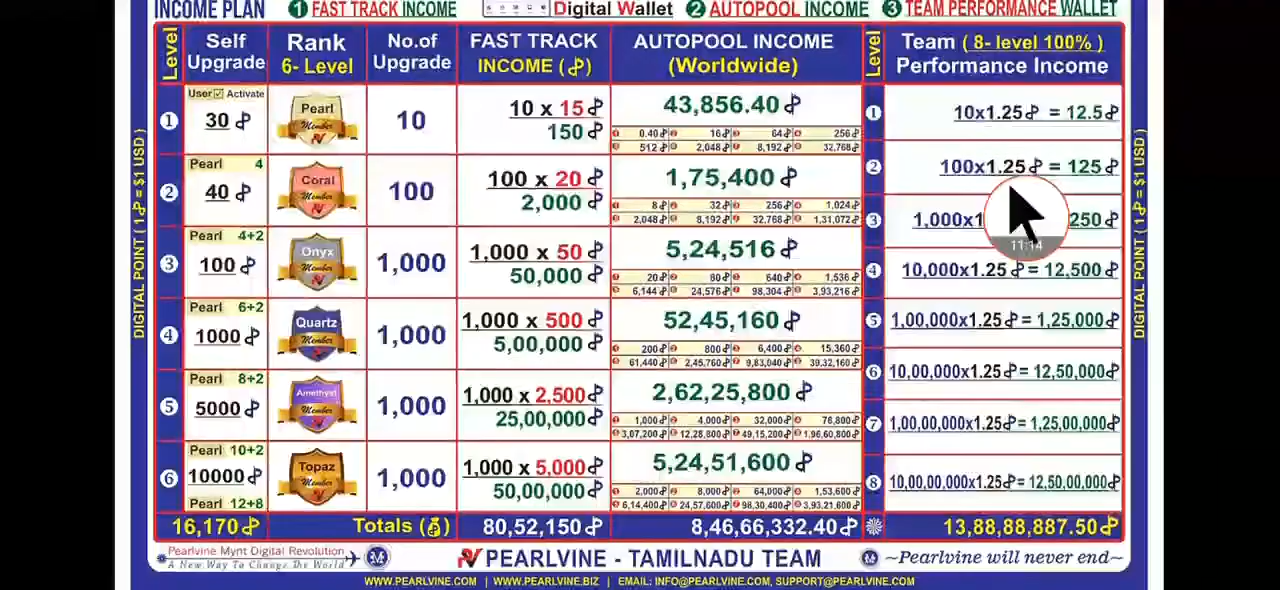 INCOME PLAN 1 FAST TRACK INCOME Digital Wallet 2 AUTOPOOL INCOME 3 TEAM PERFORMANCE WALLET
Level Self Upgrade Rank 6- Level No.of Upgrade FAST TRACK INCOME (₰) AUTOPOOL INCOME (Worldwide) Level Team ( 8- level 100% ) Performance Income
DIGITAL POINT ( 1₰ = $1 USD )
User☑ Activate
1 30 ₰ Pearl Member 10 10 x 15 ₰ 150 ₰ 43,856.40 ₰
1 0.40₰ 2 16₰ 3 64₰ 4 256₰
5 512₰ 6 2,048₰ 7 8,192₰ 8 32,768₰
Pearl 4
2 40 ₰ Coral Member 100 100 x 20 ₰ 2,000 ₰ 1,75,400 ₰
8₰ 32₰ 256₰ 1,024₰
2,048₰ 8,192₰ 32,768₰ 1,31,072₰
Pearl 4+2
3 100 ₰ Onyx Member 1,000 1,000 x 50 ₰ 50,000 ₰ 5,24,516 ₰
20₰ 80₰ 640₰ 1,536₰
6,144₰ 24,576₰ 98,304₰ 3,93,216₰
Pearl 6+2
4 1000 ₰ Quartz Member 1,000 1,000 x 500 ₰ 5,00,000 ₰ 52,45,160 ₰
200₰ 800₰ 6,400₰ 15,360₰
61,440₰ 2,45,760₰ 9,83,040₰ 39,32,160₰
Pearl 8+2
5 5000 ₰ Amethyst Member 1,000 1,000 x 2,500 ₰ 25,00,000 ₰ 2,62,25,800 ₰
1,000₰ 4,000₰ 32,000₰ 76,800₰
3,07,200₰ 12,28,800₰ 49,15,200₰ 1,96,60,800₰
Pearl 10+2
6 10000 ₰ Topaz Member 1,000 1,000 x 5,000 ₰ 50,00,000 ₰ 5,24,51,600 ₰
2,000₰ 8,000₰ 64,000₰ 1,53,600₰
6,14,400₰ 24,57,600₰ 98,30,400₰ 3,93,21,600₰
Pearl 12+8
1 10x1.25₰ = 12.5₰
2 100x1.25₰ = 125₰
3 1,000x1 250₰
11:14
4 10,000x1.25₰ = 12,500₰
5 1,00,000x1.25₰ = 1,25,000₰
6 10,00,000x1.25₰ = 12,50,000₰
7 1,00,00,000x1.25₰ = 1,25,00,000₰
8 10,00,00,000x1.25₰ = 12,50,00,000₰
16,170₰ Totals 80,52,150₰ 8,46,66,332.40₰ 13,88,88,887.50₰
DIGITAL POINT ( 1₰ = $1 USD )
Pearlvine Mynt Digital Revolution
A New Way To Change The World
PEARLVINE - TAMILNADU TEAM
~Pearlvine will never end~
WWW.PEARLVINE.COM | WWW.PEARLVINE.BIZ | EMAIL: INFO@PEARLVINE.COM, SUPPORT@PEARLVINE.COM